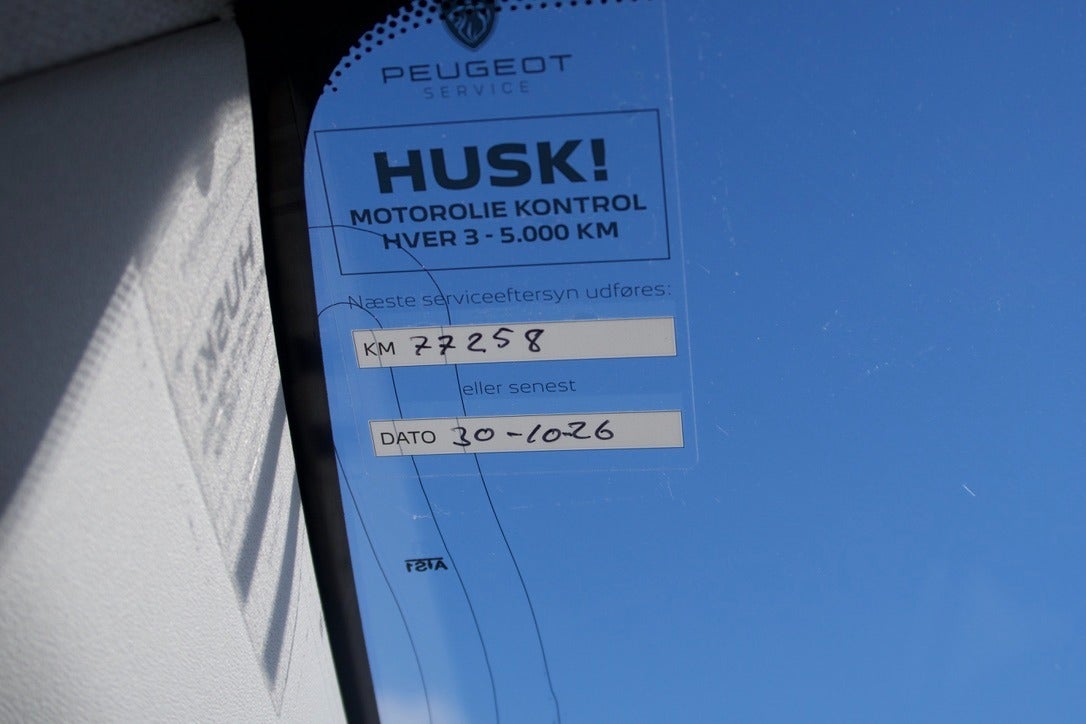 PEUGEOT
SERVICE
HUSK!
MOTOROLIE KONTROL
HVER 3 - 5.000 KM
Næste serviceeftersyn udføres:
KM 77258
eller senest
DATO 30-10-26
HUSK!